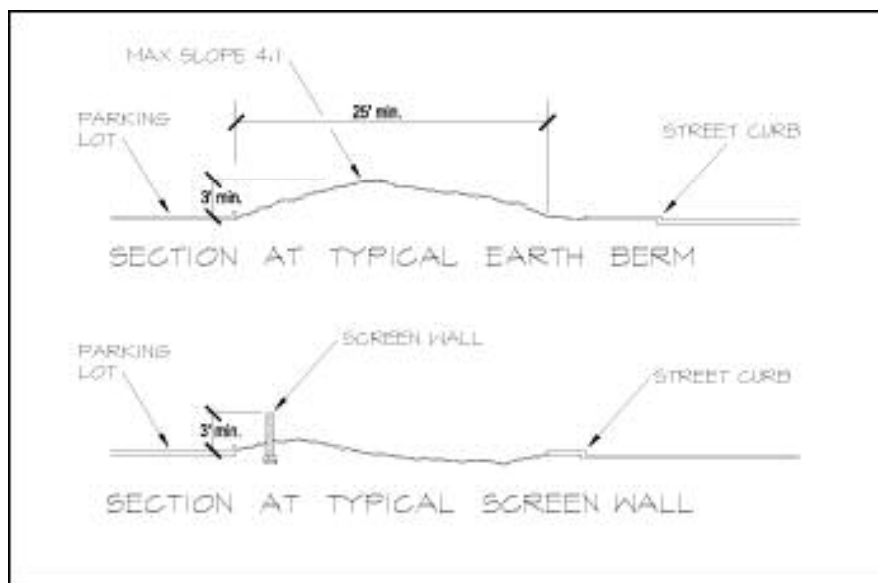 MAX SLOPE 4:1
25' min.
PARKING
LOT
STREET CURB
3' min.
SECTION AT TYPICAL EARTH BERM
SCREEN WALL
PARKING
LOT
STREET CURB
3' min.
SECTION AT TYPICAL SCREEN WALL